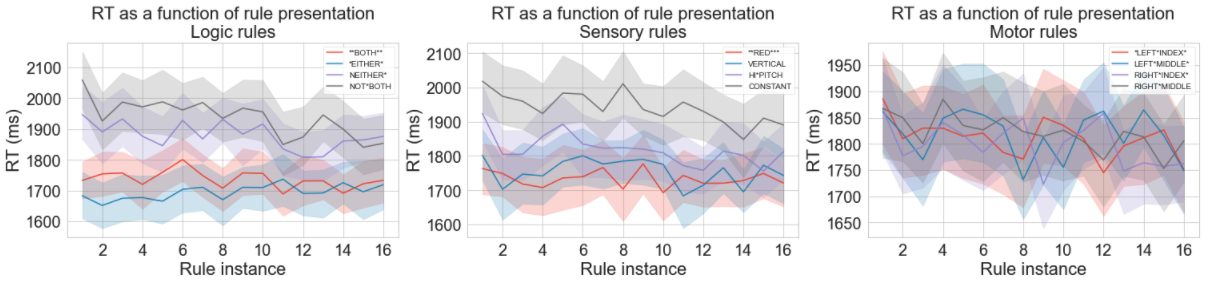 RT as a function of rule presentation
Logic rules
**BOTH**
*EITHER*
NEITHER*
NOT*BOTH
2100
2000
1900
1800
1700
1600
RT (ms)
2 4 6 8 10 12 14 16
Rule instance
RT as a function of rule presentation
Sensory rules
**RED***
VERTICAL
HI*PITCH
CONSTANT
2100
2000
1900
1800
1700
1600
RT (ms)
2 4 6 8 10 12 14 16
Rule instance
RT as a function of rule presentation
Motor rules
*LEFT*INDEX*
LEFT*MIDDLE*
RIGHT*INDEX*
RIGHT*MIDDLE
1950
1900
1850
1800
1750
1700
1650
RT (ms)
2 4 6 8 10 12 14 16
Rule instance